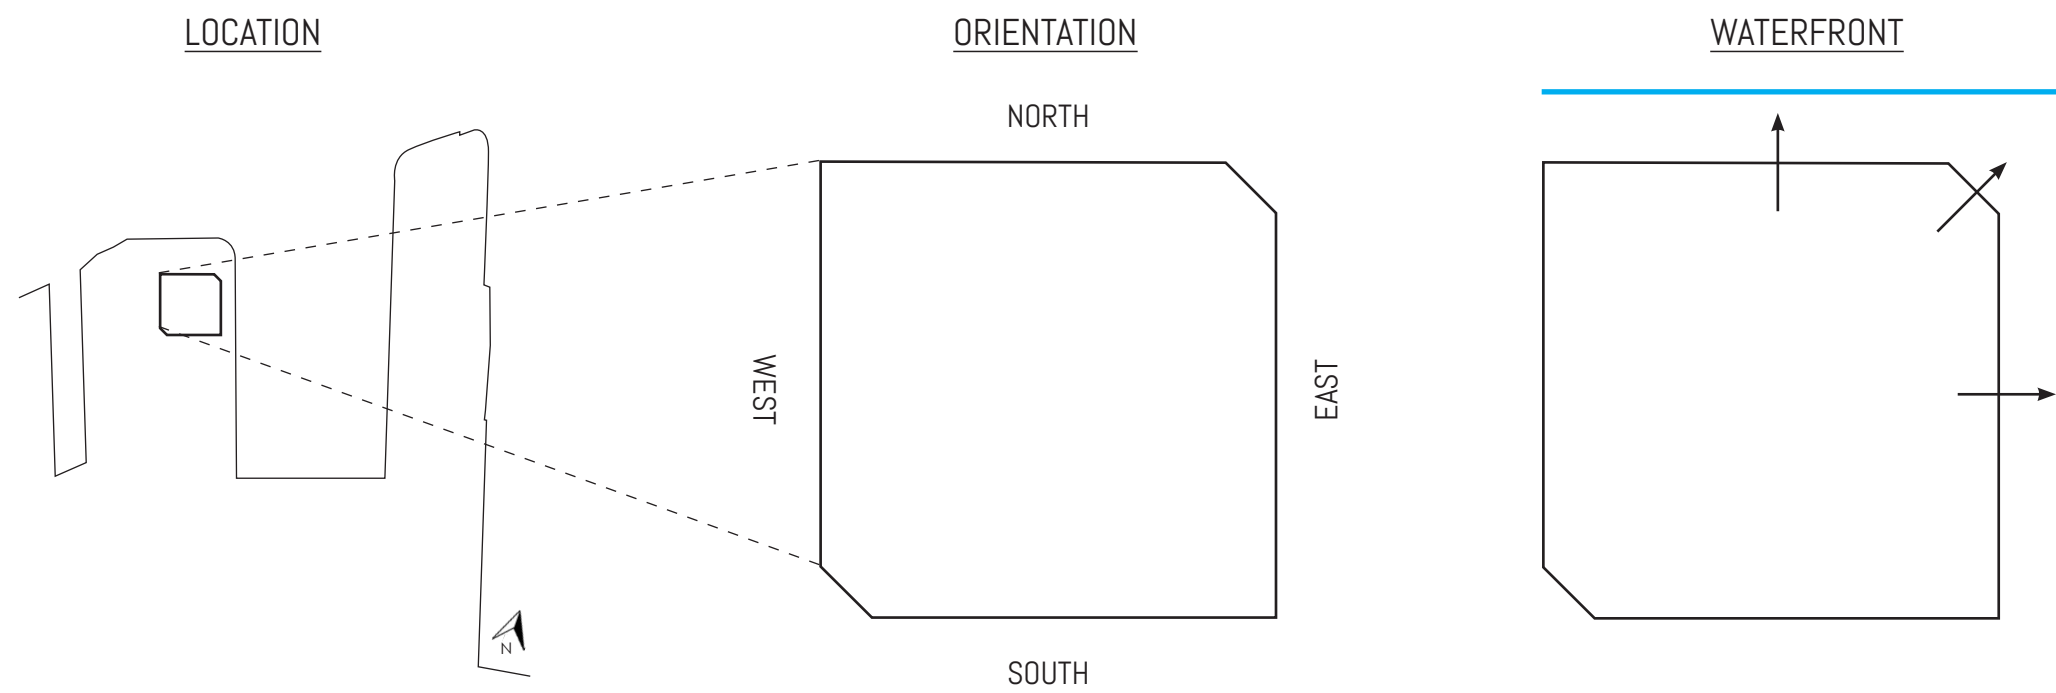 LOCATION
ORIENTATION
WATERFRONT
NORTH
WEST
EAST
SOUTH
N